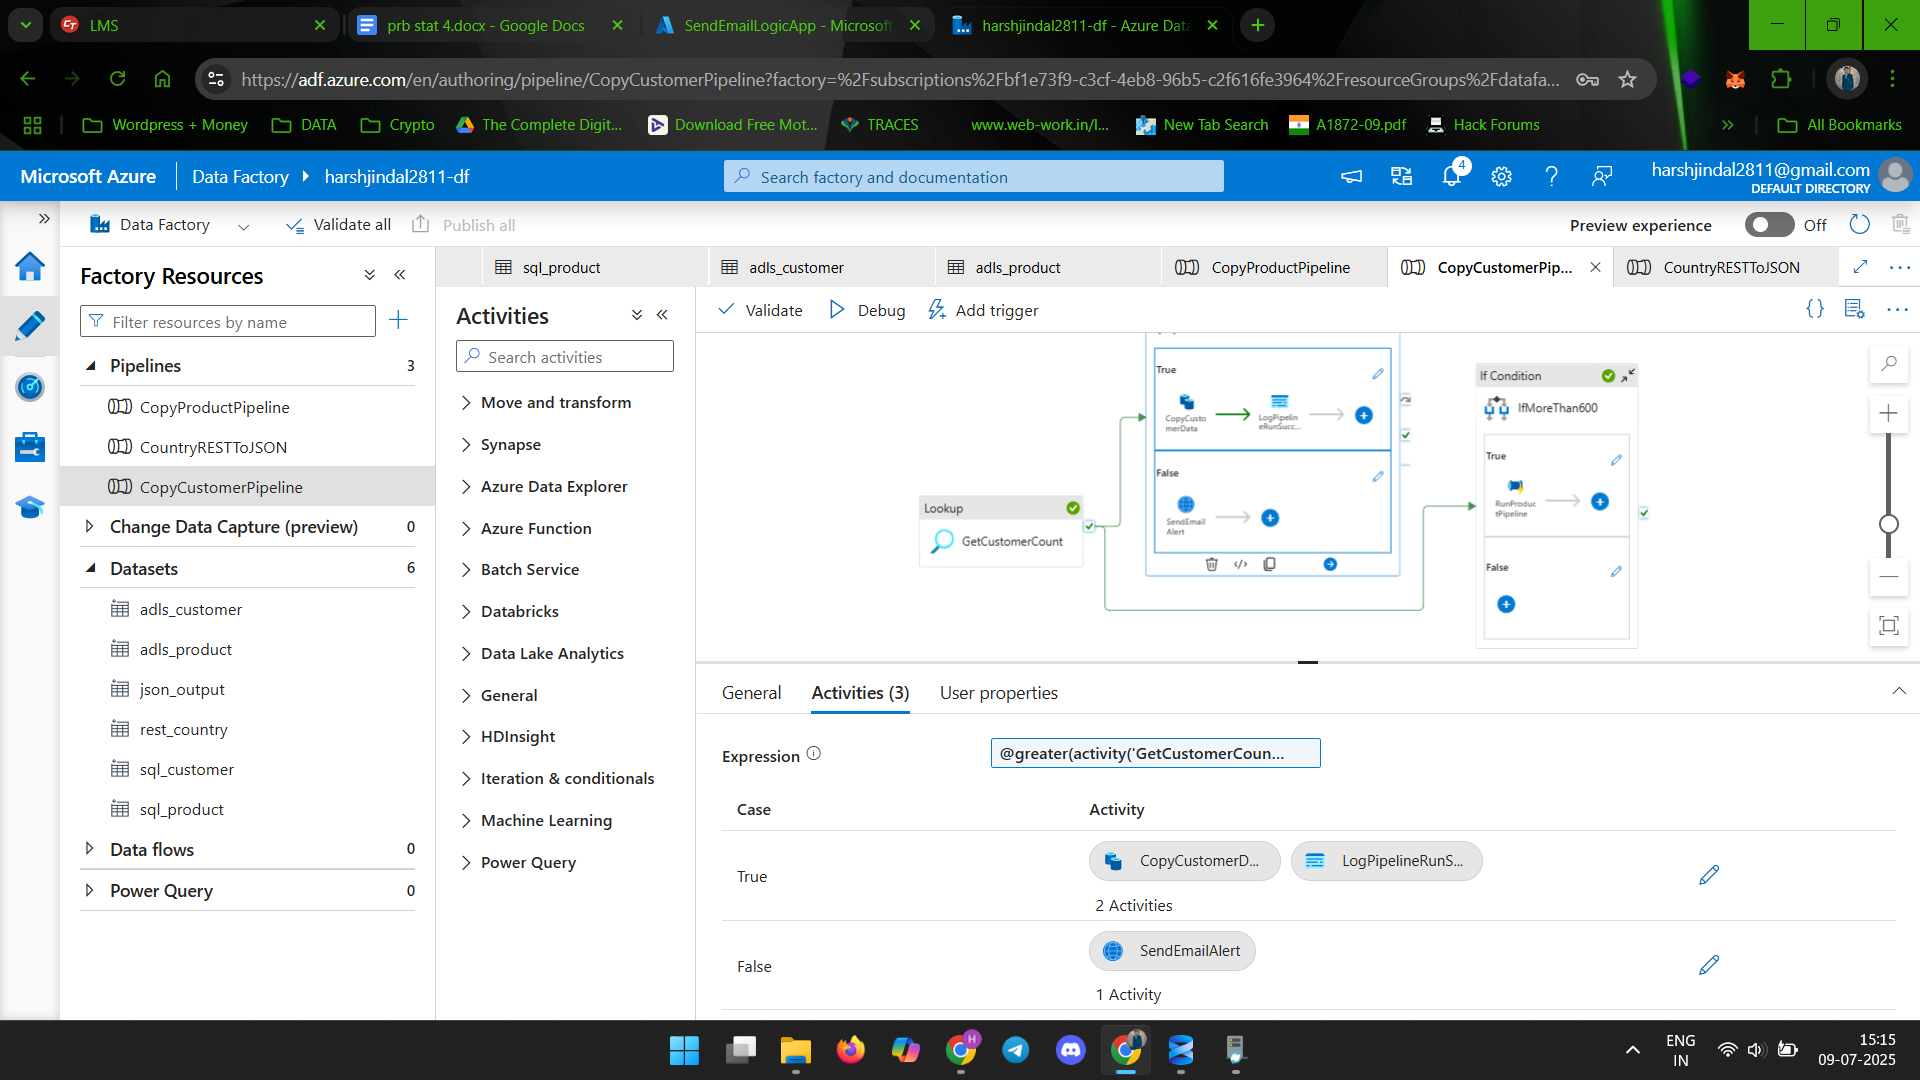 LMS
prb stat 4.docx - Google Docs
SendEmailLogicApp - Microsoft
harshjindal2811-df - Azure Data
https://adf.azure.com/en/authoring/pipeline/CopyCustomerPipeline?factory=%2Fsubscriptions%2Fbf1e73f9-c3cf-4eb8-96b5-c2f616fe3964%2FresourceGroups%2Fdatafa...
Wordpress + Money
DATA
Crypto
The Complete Digit...
Download Free Mot...
TRACES
www.web-work.in/l...
New Tab Search
A1872-09.pdf
Hack Forums
All Bookmarks
Microsoft Azure
Data Factory
harshjindal2811-df
Search factory and documentation
4
harshjindal2811@gmail.com
DEFAULT DIRECTORY
Data Factory
Validate all
Publish all
Preview experience
Off
Factory Resources
Filter resources by name
Pipelines 3
CopyProductPipeline
CountryRESTToJSON
CopyCustomerPipeline
Change Data Capture (preview) 0
Datasets 6
adls_customer
adls_product
json_output
rest_country
sql_customer
sql_product
Data flows 0
Power Query 0
sql_product
adls_customer
adls_product
CopyProductPipeline
CopyCustomerPip...
CountryRESTToJSON
Activities
Search activities
Move and transform
Synapse
Azure Data Explorer
Azure Function
Batch Service
Databricks
Data Lake Analytics
General
HDInsight
Iteration & conditionals
Machine Learning
Power Query
Validate
Debug
Add trigger
Lookup
GetCustomerCount
True
CopyCusto
merData
LogPipelin
eRunSucc...
False
SendEmail
Alert
If Condition
IfMoreThan600
True
RunProduc
tPipeline
False
General
Activities (3)
User properties
Expression
@greater(activity('GetCustomerCoun...
Case
Activity
True
CopyCustomerD...
LogPipelineRunS...
2 Activities
False
SendEmailAlert
1 Activity
H
ENG
IN
15:15
09-07-2025